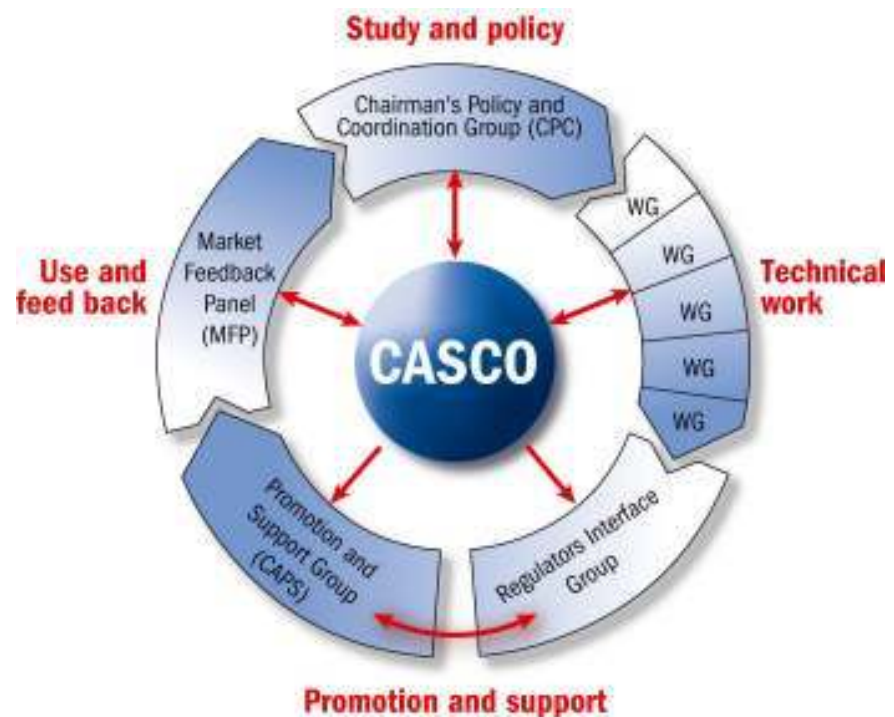 Study and policy
Chairman's Policy and
Coordination Group (CPC)
WG
WG
WG
WG
WG
Technical
work
Use and
feed back
Market
Feedback
Panel
(MFP)
CASCO
Promotion and
Support Group
(CAPS)
Regulators Interface
Group
Promotion and support